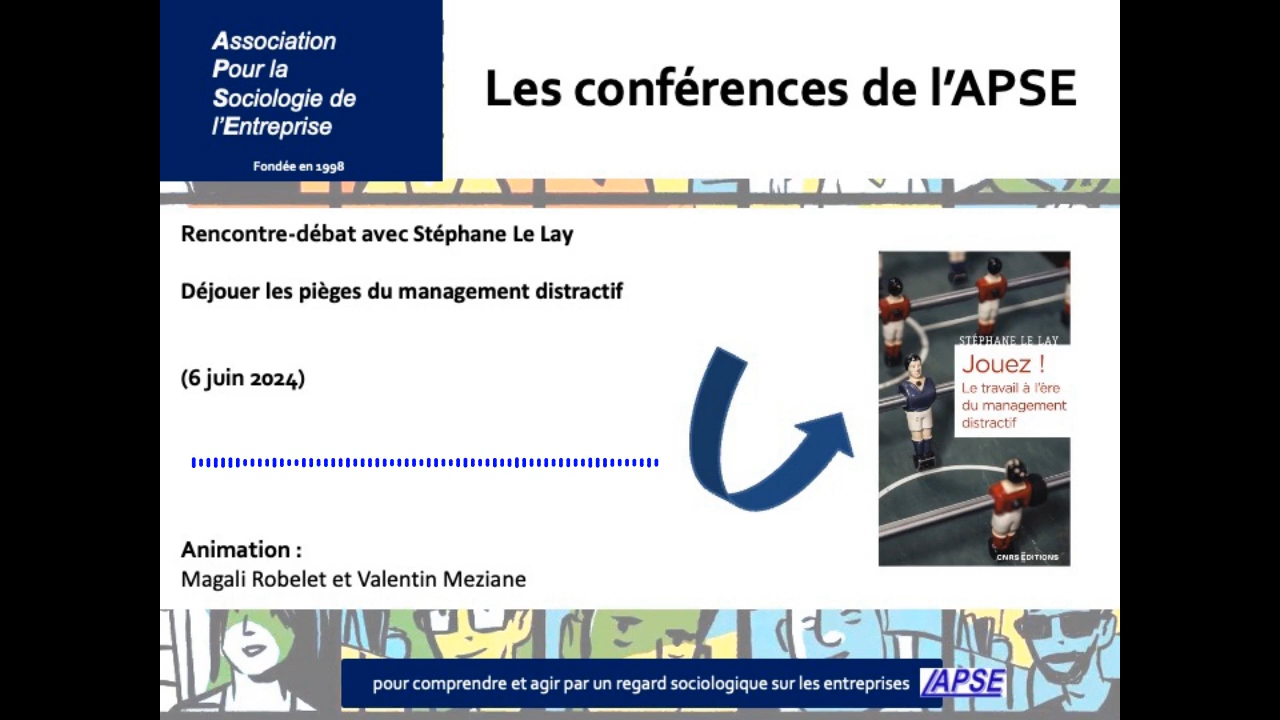 Association
Pour la
Sociologie de
l'Entreprise
Fondée en 1998
Les conférences de l'APSE
Rencontre-débat avec Stéphane Le Lay
Déjouer les pièges du management distractif
(6 juin 2024)
STÉPHANE LE LAY
Jouez !
Le travail à l'ère
du management
distractif
CNRS ÉDITIONS
Animation :
Magali Robelet et Valentin Meziane
pour comprendre et agir par un regard sociologique sur les entreprises
APSE